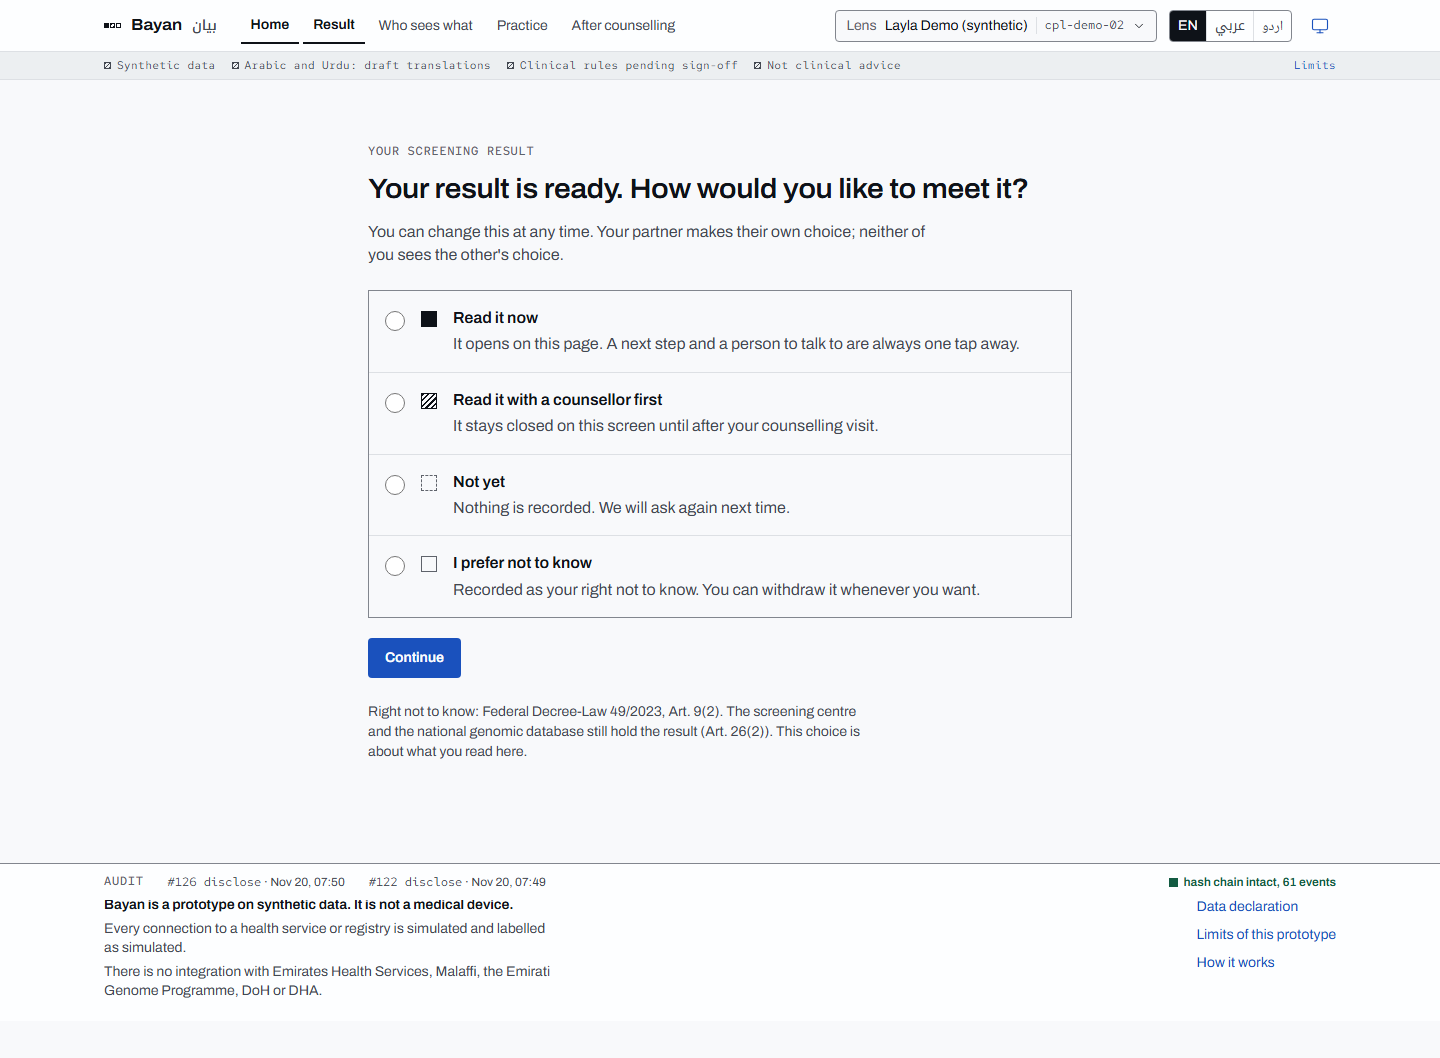 Bayan بيان Home Result Who sees what Practice After counselling Lens Layla Demo (synthetic) cpl-demo-02 EN عربي اردو
Synthetic data Arabic and Urdu: draft translations Clinical rules pending sign-off Not clinical advice Limits
YOUR SCREENING RESULT
Your result is ready. How would you like to meet it?
You can change this at any time. Your partner makes their own choice; neither of
you sees the other's choice.
Read it now
It opens on this page. A next step and a person to talk to are always one tap away.
Read it with a counsellor first
It stays closed on this screen until after your counselling visit.
Not yet
Nothing is recorded. We will ask again next time.
I prefer not to know
Recorded as your right not to know. You can withdraw it whenever you want.
Continue
Right not to know: Federal Decree-Law 49/2023, Art. 9(2). The screening centre
and the national genomic database still hold the result (Art. 26(2)). This choice is
about what you read here.
AUDIT #126 disclose · Nov 20, 07:50 #122 disclose · Nov 20, 07:49 hash chain intact, 61 events
Bayan is a prototype on synthetic data. It is not a medical device.
Every connection to a health service or registry is simulated and labelled
as simulated.
There is no integration with Emirates Health Services, Malaffi, the Emirati
Genome Programme, DoH or DHA.
Data declaration
Limits of this prototype
How it works